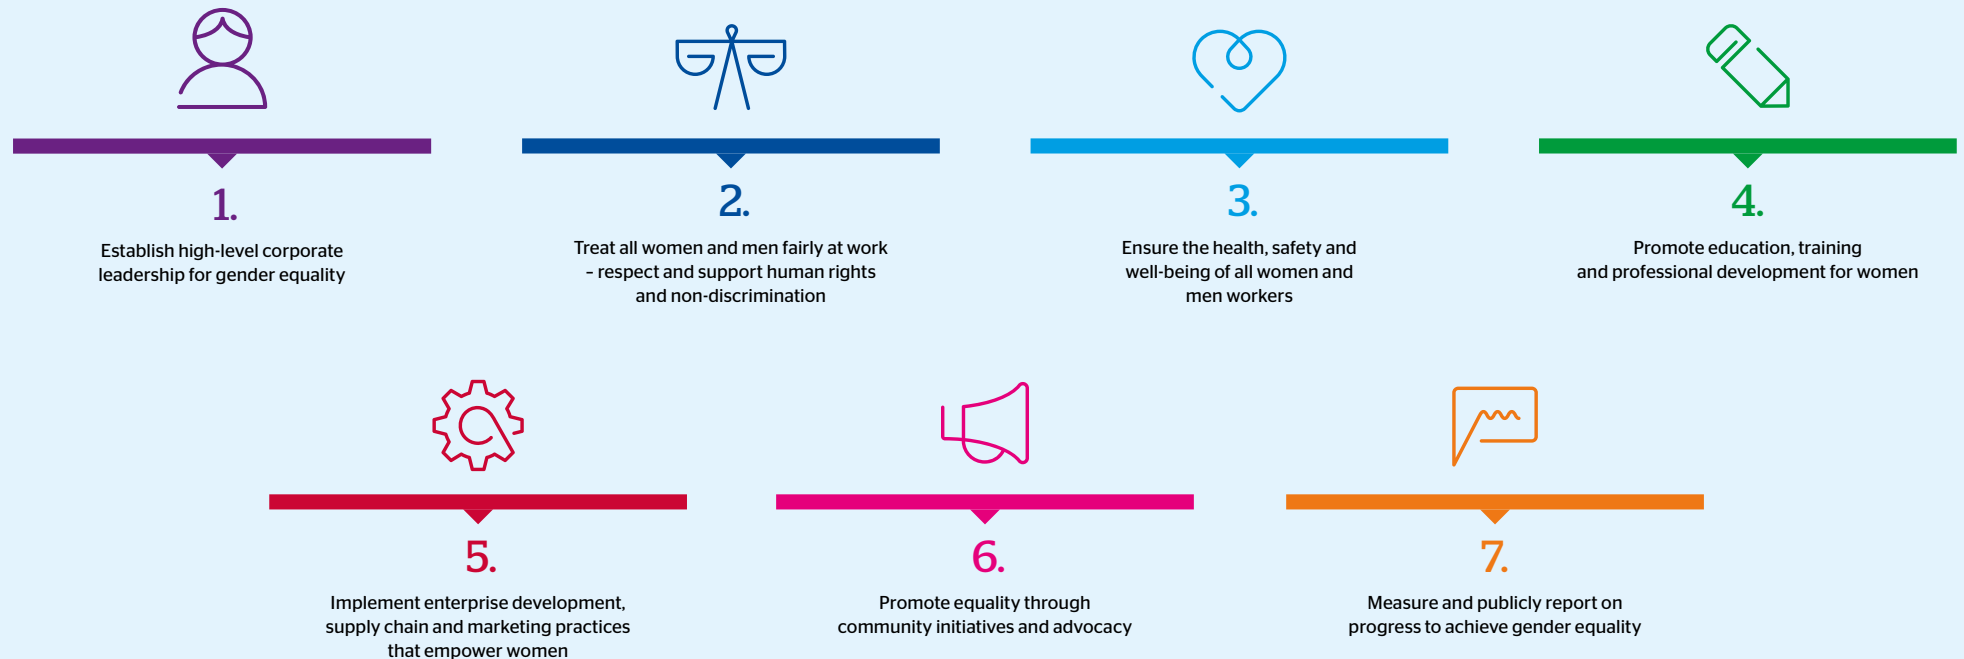 1.
Establish high-level corporate
leadership for gender equality
2.
Treat all women and men fairly at work
– respect and support human rights
and non-discrimination
3.
Ensure the health, safety and
well-being of all women and
men workers
4.
Promote education, training
and professional development for women
5.
Implement enterprise development,
supply chain and marketing practices
that empower women
6.
Promote equality through
community initiatives and advocacy
7.
Measure and publicly report on
progress to achieve gender equality